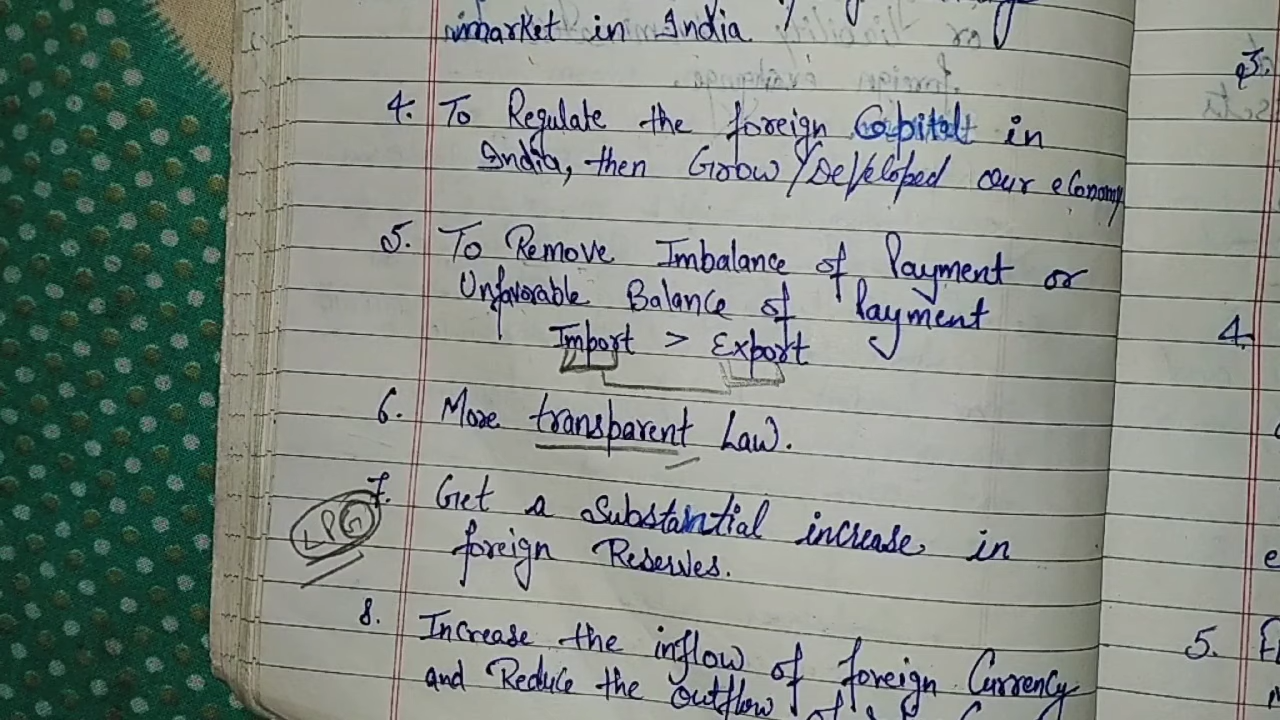 market in India
4. To Regulate the foreign Capital in
India, then Grow/Developed our economy
5. To Remove Imbalance of Payment or
Unfavorable Balance of Payment
Import > Export
6. More transparent Law.
7. Get a Substantial increase in
foreign Reserves.
LPG
8. Increase the inflow of foreign Currency
and Reduce the outflow of
3.
4.
5.